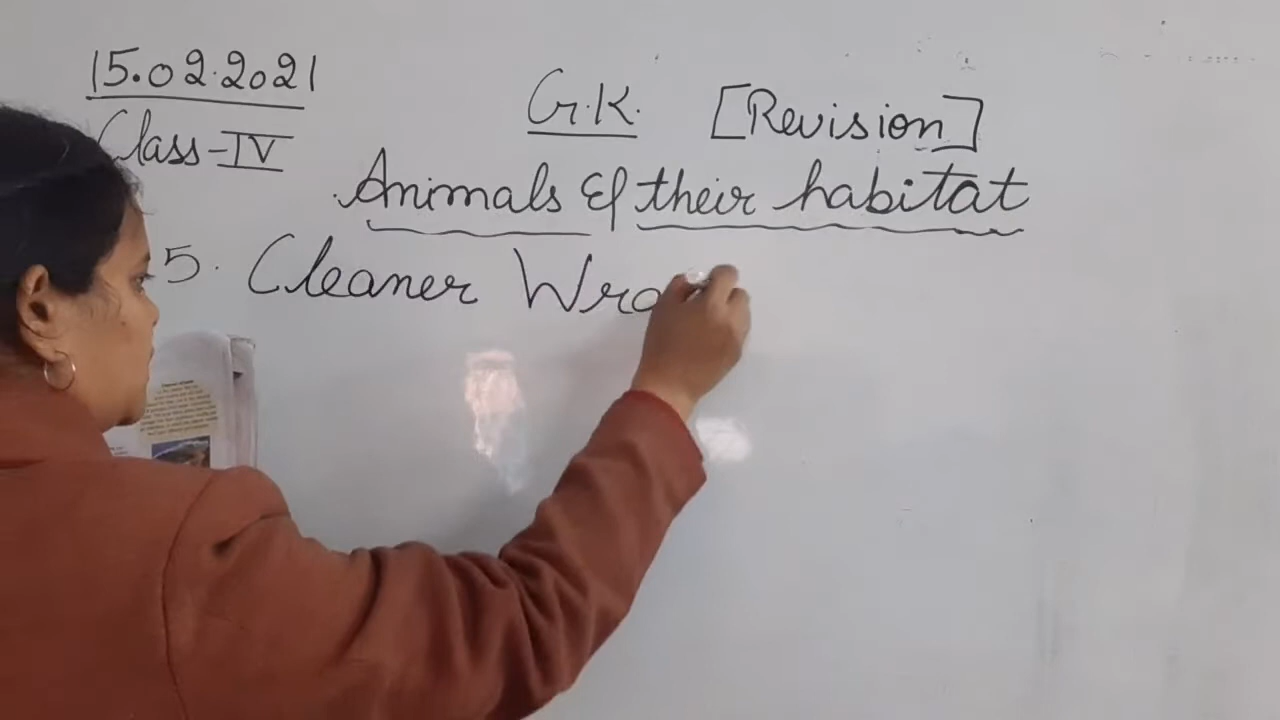 15.02.2021
G.K. [Revision]
Class-IV
Animals & their habitat
5. Cleaner Wra